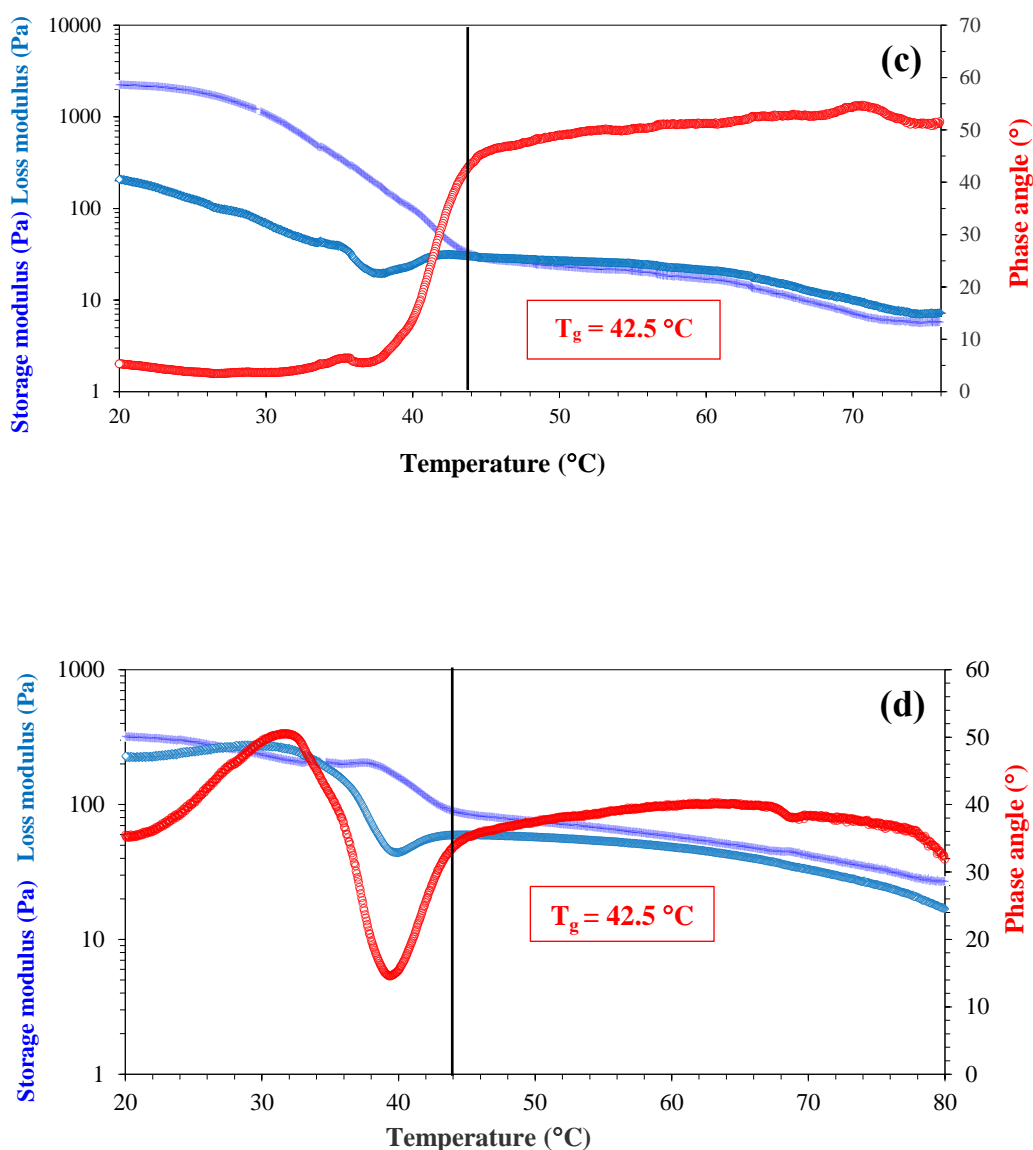 10000
1000
100
10
1
Storage modulus (Pa) Loss modulus (Pa)
70
60
50
40
30
20
10
0
Phase angle (°)
(c)
Tg = 42.5 °C
20 30 40 50 60 70
Temperature (°C)
1000
100
10
1
Storage modulus (Pa) Loss modulus (Pa)
60
50
40
30
20
10
0
Phase angle (°)
(d)
Tg = 42.5 °C
20 30 40 50 60 70 80
Temperature (°C)